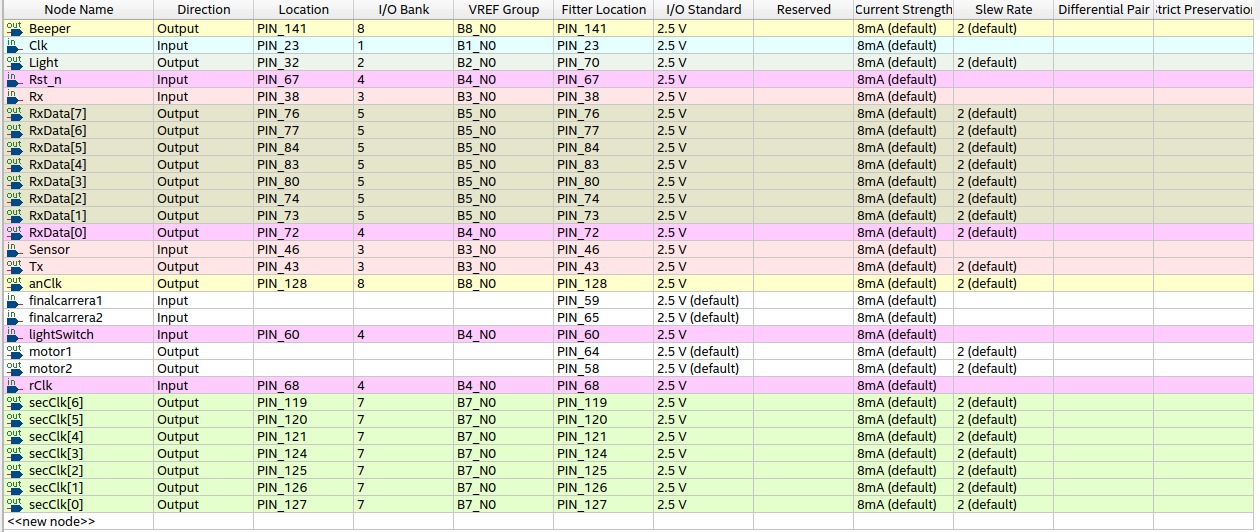 Node Name Direction Location I/O Bank VREF Group Fitter Location I/O Standard Reserved Current Strength Slew Rate Differential Pair trict Preservation
out Beeper Output PIN_141 8 B8_N0 PIN_141 2.5 V 8mA (default) 2 (default)
in Clk Input PIN_23 1 B1_N0 PIN_23 2.5 V 8mA (default)
out Light Output PIN_32 2 B2_N0 PIN_70 2.5 V 8mA (default) 2 (default)
in Rst_n Input PIN_67 4 B4_N0 PIN_67 2.5 V 8mA (default)
in Rx Input PIN_38 3 B3_N0 PIN_38 2.5 V 8mA (default)
out RxData[7] Output PIN_76 5 B5_N0 PIN_76 2.5 V 8mA (default) 2 (default)
out RxData[6] Output PIN_77 5 B5_N0 PIN_77 2.5 V 8mA (default) 2 (default)
out RxData[5] Output PIN_84 5 B5_N0 PIN_84 2.5 V 8mA (default) 2 (default)
out RxData[4] Output PIN_83 5 B5_N0 PIN_83 2.5 V 8mA (default) 2 (default)
out RxData[3] Output PIN_80 5 B5_N0 PIN_80 2.5 V 8mA (default) 2 (default)
out RxData[2] Output PIN_74 5 B5_N0 PIN_74 2.5 V 8mA (default) 2 (default)
out RxData[1] Output PIN_73 5 B5_N0 PIN_73 2.5 V 8mA (default) 2 (default)
out RxData[0] Output PIN_72 4 B4_N0 PIN_72 2.5 V 8mA (default) 2 (default)
in Sensor Input PIN_46 3 B3_N0 PIN_46 2.5 V 8mA (default)
out Tx Output PIN_43 3 B3_N0 PIN_43 2.5 V 8mA (default) 2 (default)
out anClk Output PIN_128 8 B8_N0 PIN_128 2.5 V 8mA (default) 2 (default)
in finalcarrera1 Input PIN_59 2.5 V (default) 8mA (default)
in finalcarrera2 Input PIN_65 2.5 V (default) 8mA (default)
in lightSwitch Input PIN_60 4 B4_N0 PIN_60 2.5 V 8mA (default)
out motor1 Output PIN_64 2.5 V (default) 8mA (default) 2 (default)
out motor2 Output PIN_58 2.5 V (default) 8mA (default) 2 (default)
in rClk Input PIN_68 4 B4_N0 PIN_68 2.5 V 8mA (default)
out secClk[6] Output PIN_119 7 B7_N0 PIN_119 2.5 V 8mA (default) 2 (default)
out secClk[5] Output PIN_120 7 B7_N0 PIN_120 2.5 V 8mA (default) 2 (default)
out secClk[4] Output PIN_121 7 B7_N0 PIN_121 2.5 V 8mA (default) 2 (default)
out secClk[3] Output PIN_124 7 B7_N0 PIN_124 2.5 V 8mA (default) 2 (default)
out secClk[2] Output PIN_125 7 B7_N0 PIN_125 2.5 V 8mA (default) 2 (default)
out secClk[1] Output PIN_126 7 B7_N0 PIN_126 2.5 V 8mA (default) 2 (default)
out secClk[0] Output PIN_127 7 B7_N0 PIN_127 2.5 V 8mA (default) 2 (default)
<<new node>>